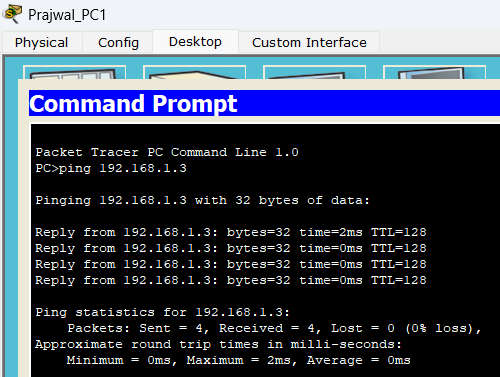 Prajwal_PC1
Physical Config Desktop Custom Interface
Command Prompt
Packet Tracer PC Command Line 1.0
PC>ping 192.168.1.3
Pinging 192.168.1.3 with 32 bytes of data:
Reply from 192.168.1.3: bytes=32 time=2ms TTL=128
Reply from 192.168.1.3: bytes=32 time=0ms TTL=128
Reply from 192.168.1.3: bytes=32 time=0ms TTL=128
Reply from 192.168.1.3: bytes=32 time=0ms TTL=128
Ping statistics for 192.168.1.3:
Packets: Sent = 4, Received = 4, Lost = 0 (0% loss),
Approximate round trip times in milli-seconds:
Minimum = 0ms, Maximum = 2ms, Average = 0ms